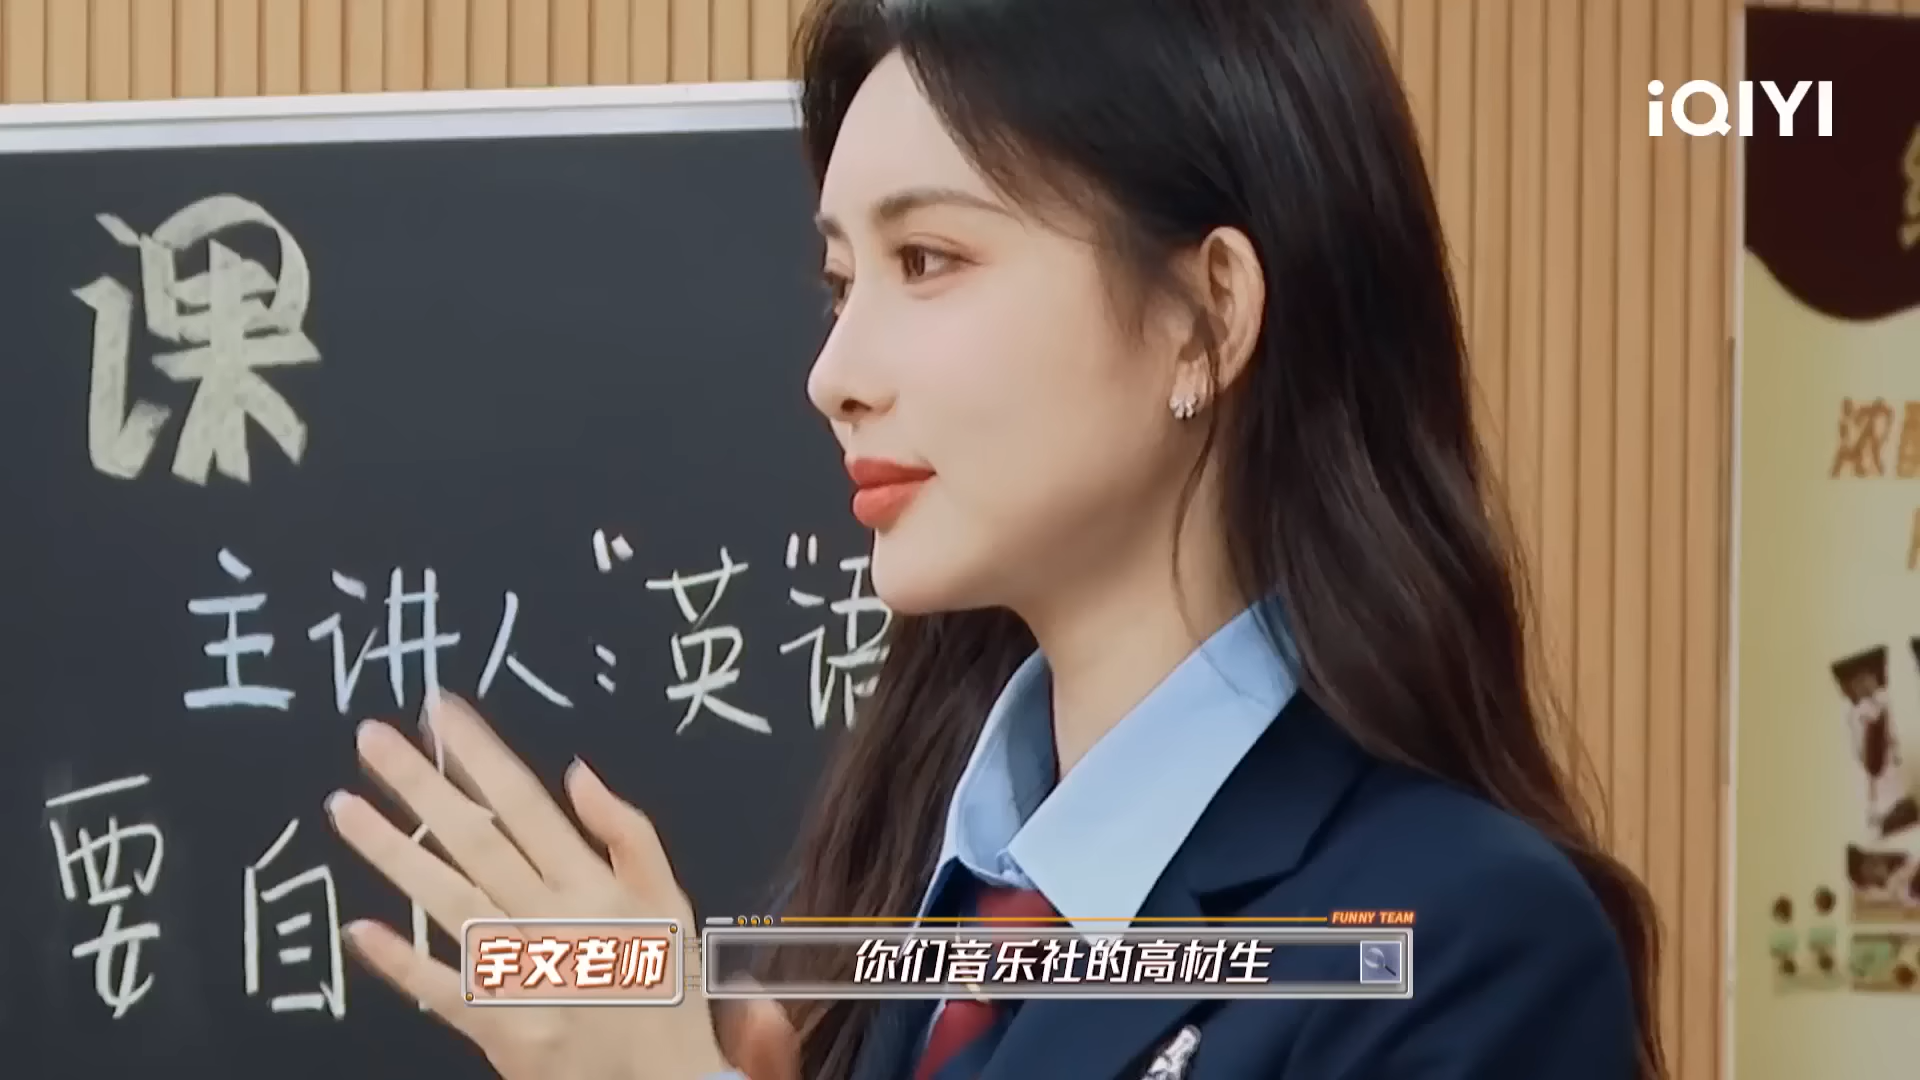 iQIYI
课
主讲人："英"语
要自
浓
FUNNY TEAM
宇文老师
你们音乐社的高材生